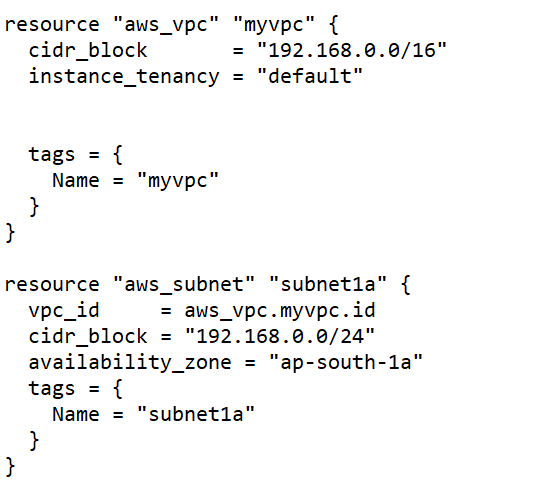 resource "aws_vpc" "myvpc" {
  cidr_block       = "192.168.0.0/16"
  instance_tenancy = "default"


  tags = {
    Name = "myvpc"
  }
}

resource "aws_subnet" "subnet1a" {
  vpc_id     = aws_vpc.myvpc.id
  cidr_block = "192.168.0.0/24"
  availability_zone = "ap-south-1a"
  tags = {
    Name = "subnet1a"
  }
}